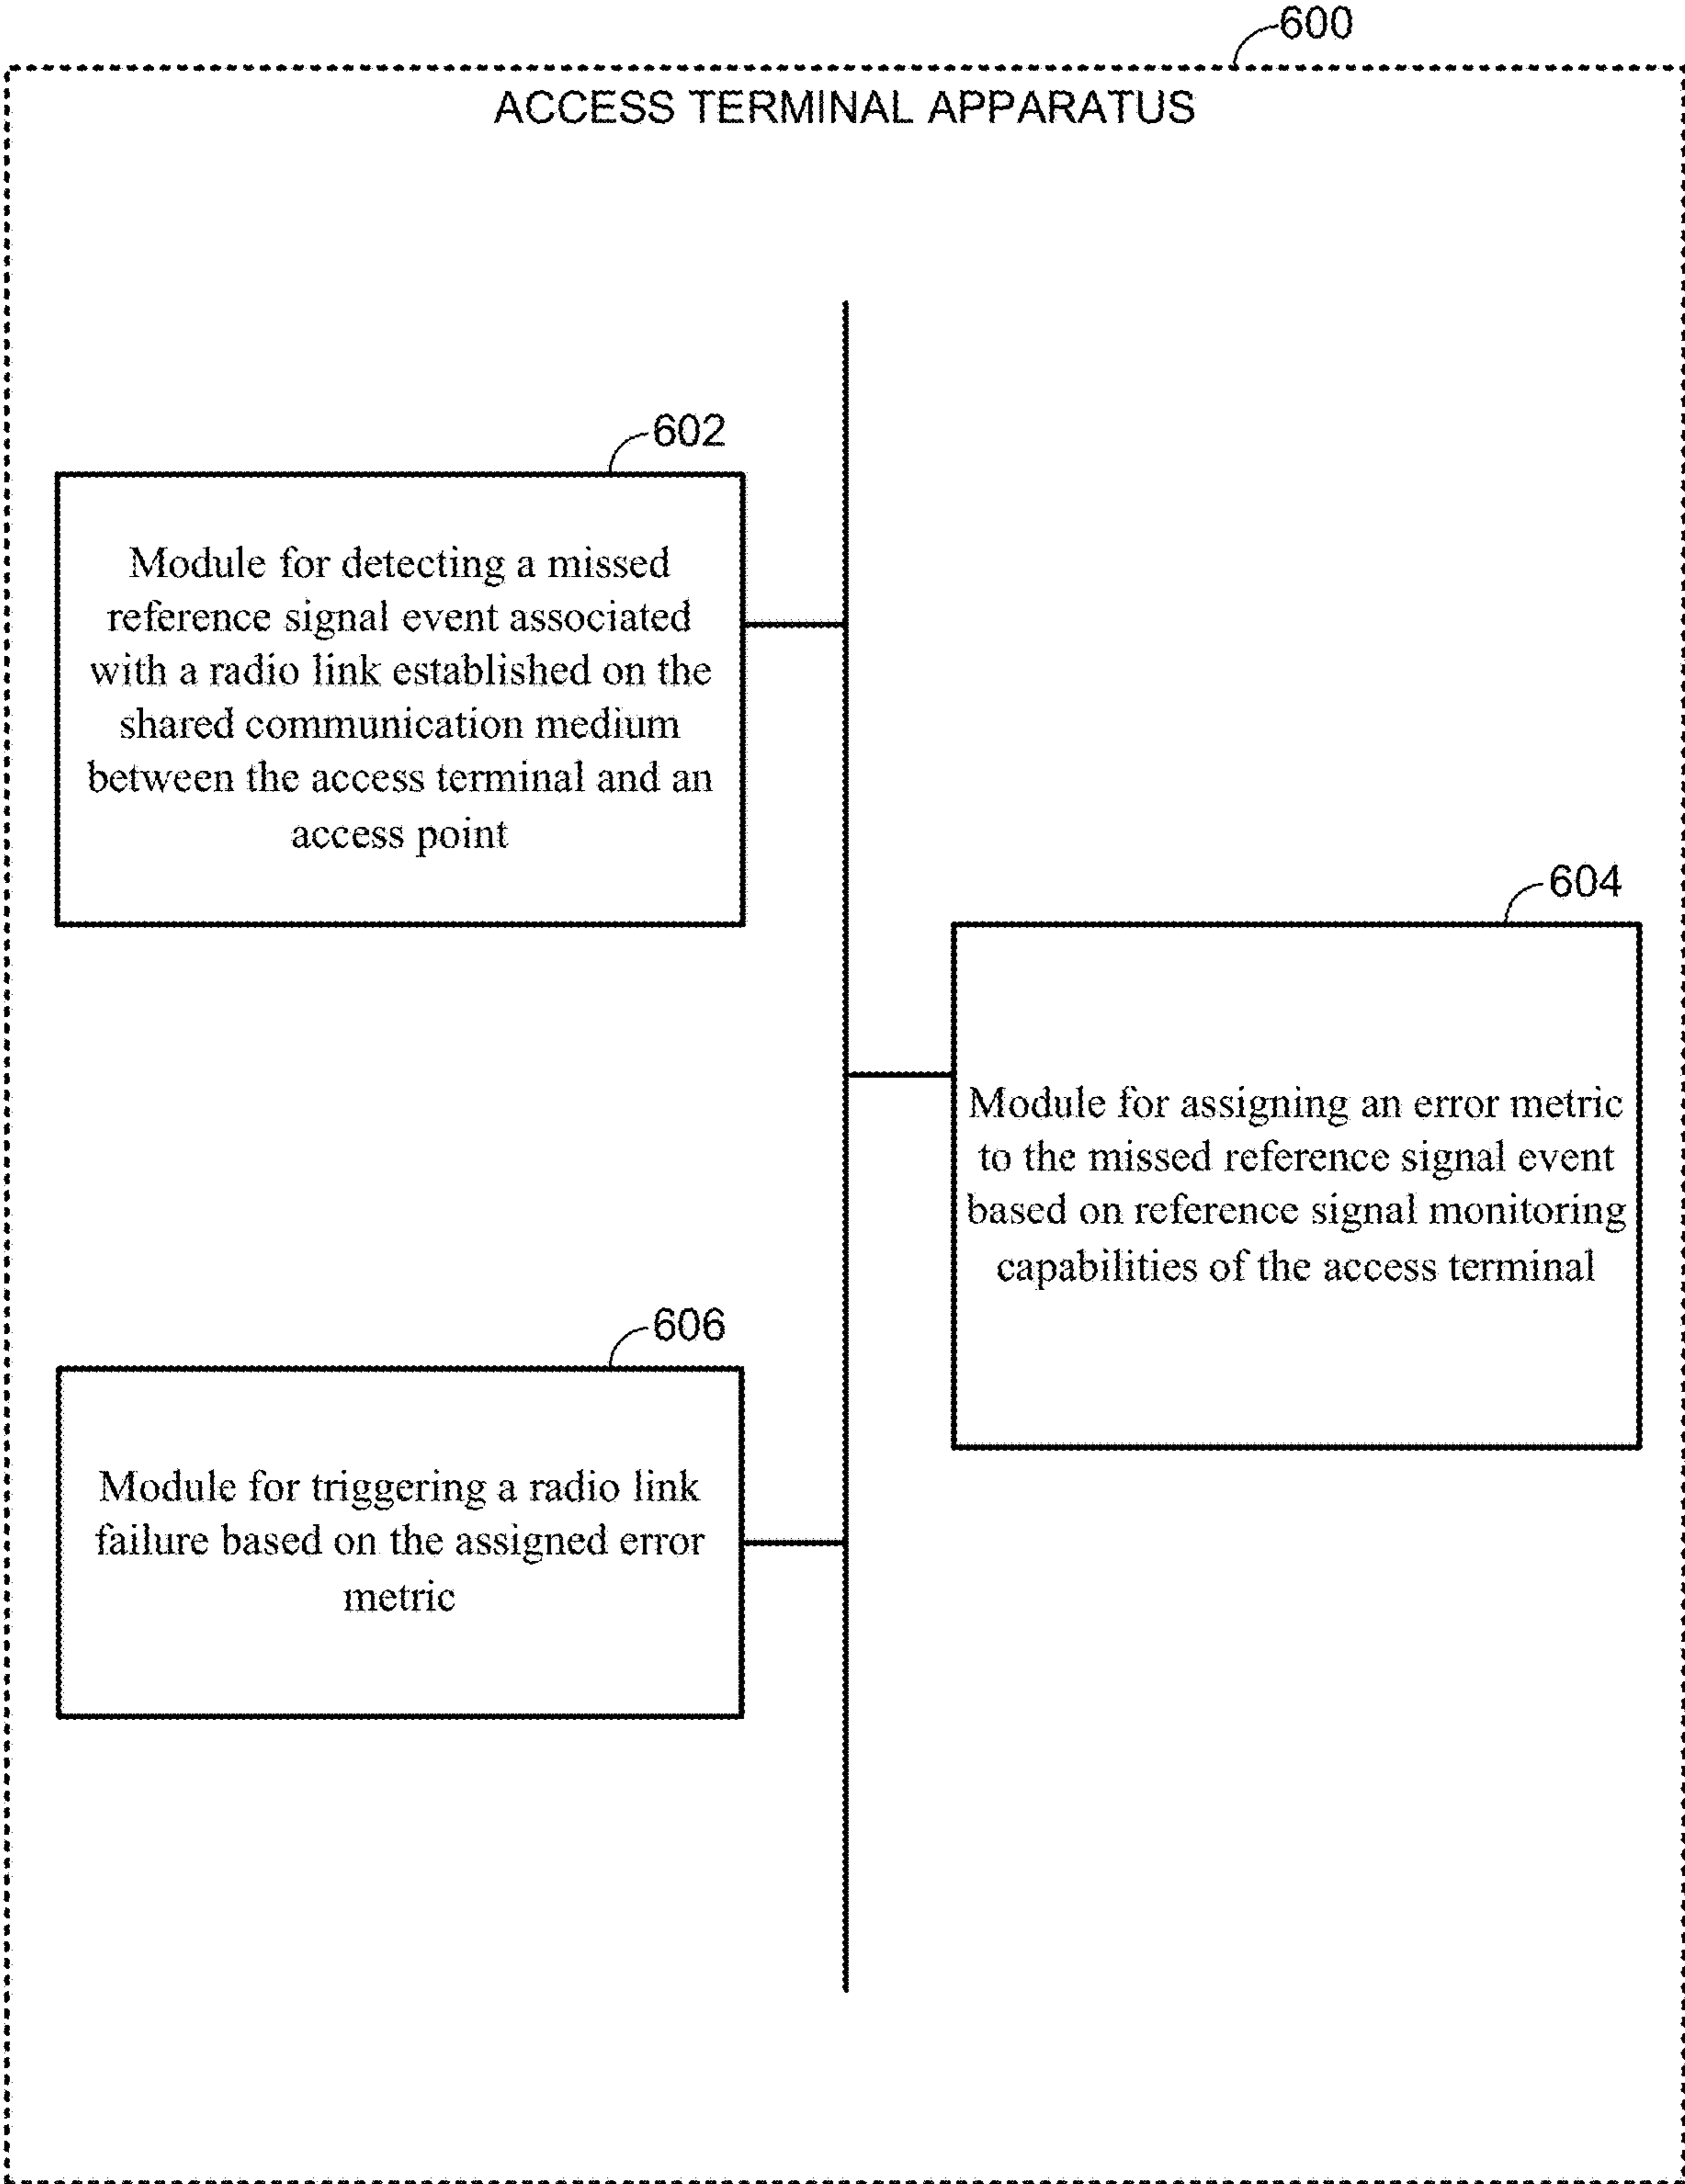 600
ACCESS TERMINAL APPARATUS
602
Module for detecting a missed
reference signal event associated
with a radio link established on the
shared communication medium
between the access terminal and an
access point
604
Module for assigning an error metric
to the missed reference signal event
based on reference signal monitoring
capabilities of the access terminal
606
Module for triggering a radio link
failure based on the assigned error
metric